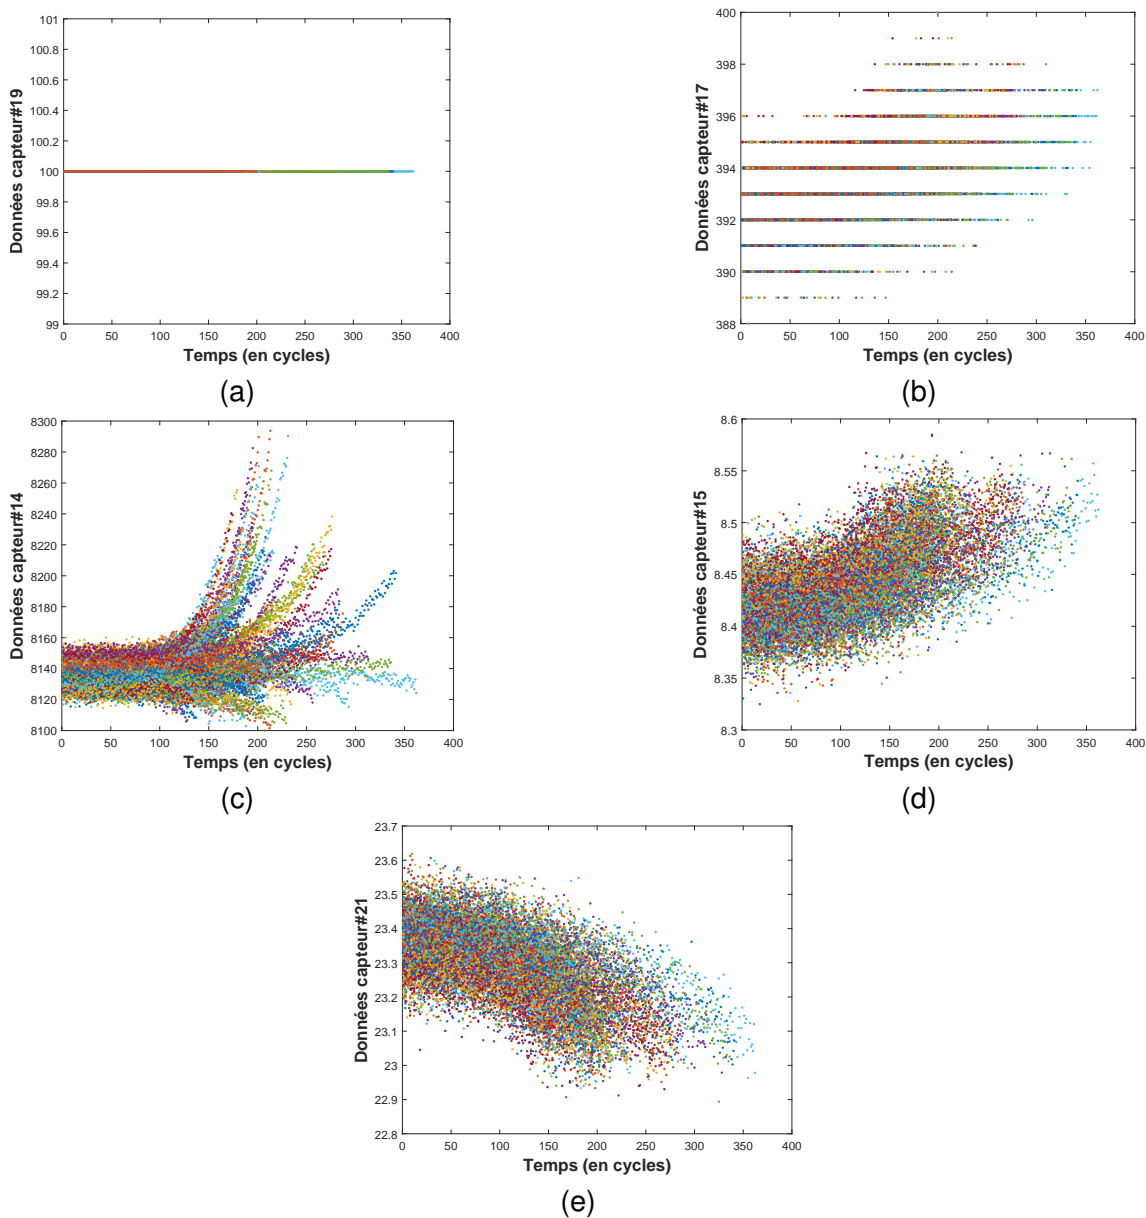 101
100.8
100.6
100.4
100.2
100
99.8
99.6
99.4
99.2
99
0 50 100 150 200 250 300 350 400
Données capteur#19
Temps (en cycles)
(a)
400
398
396
394
392
390
388
0 50 100 150 200 250 300 350 400
Données capteur#17
Temps (en cycles)
(b)
8300
8280
8260
8240
8220
8200
8180
8160
8140
8120
8100
0 50 100 150 200 250 300 350 400
Données capteur#14
Temps (en cycles)
(c)
8.6
8.55
8.5
8.45
8.4
8.35
8.3
0 50 100 150 200 250 300 350 400
Données capteur#15
Temps (en cycles)
(d)
23.7
23.6
23.5
23.4
23.3
23.2
23.1
23
22.9
22.8
0 50 100 150 200 250 300 350 400
Données capteur#21
Temps (en cycles)
(e)